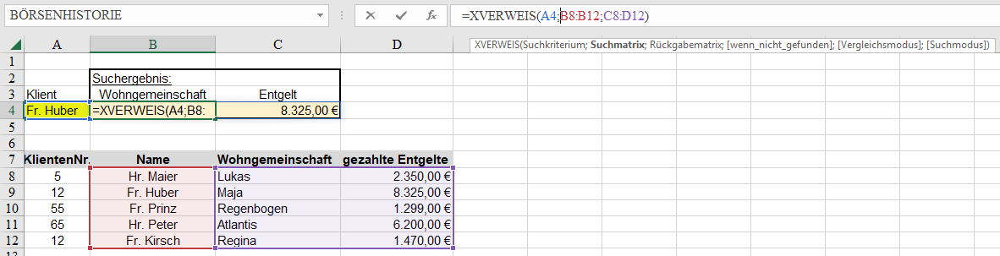 BÖRSENHISTORIE fx =XVERWEIS(A4;B8:B12;C8:D12)
XVERWEIS(Suchkriterium; Suchmatrix; Rückgabematrix; [wenn_nicht_gefunden]; [Vergleichsmodus]; [Suchmodus])
A B C D E F G H I J K
1
2 Suchergebnis:
3 Klient Wohngemeinschaft Entgelt
4 Fr. Huber =XVERWEIS(A4;B8: 8.325,00 €
5
6
7 KlientenNr. Name Wohngemeinschaft gezahlte Entgelte
8 5 Hr. Maier Lukas 2.350,00 €
9 12 Fr. Huber Maja 8.325,00 €
10 55 Fr. Prinz Regenbogen 1.299,00 €
11 65 Hr. Peter Atlantis 6.200,00 €
12 12 Fr. Kirsch Regina 1.470,00 €
13